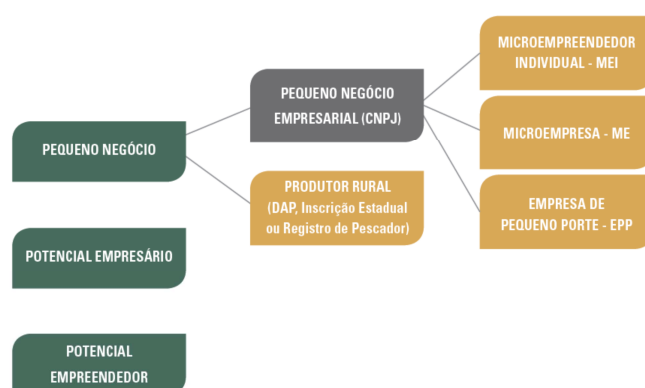 PEQUENO NEGÓCIO
POTENCIAL EMPRESÁRIO
POTENCIAL
EMPREENDEDOR
PEQUENO NEGÓCIO
EMPRESARIAL (CNPJ)
PRODUTOR RURAL
(DAP, Inscrição Estadual
ou Registro de Pescador)
MICROEMPREENDEDOR
INDIVIDUAL - MEI
MICROEMPRESA - ME
EMPRESA DE
PEQUENO PORTE - EPP